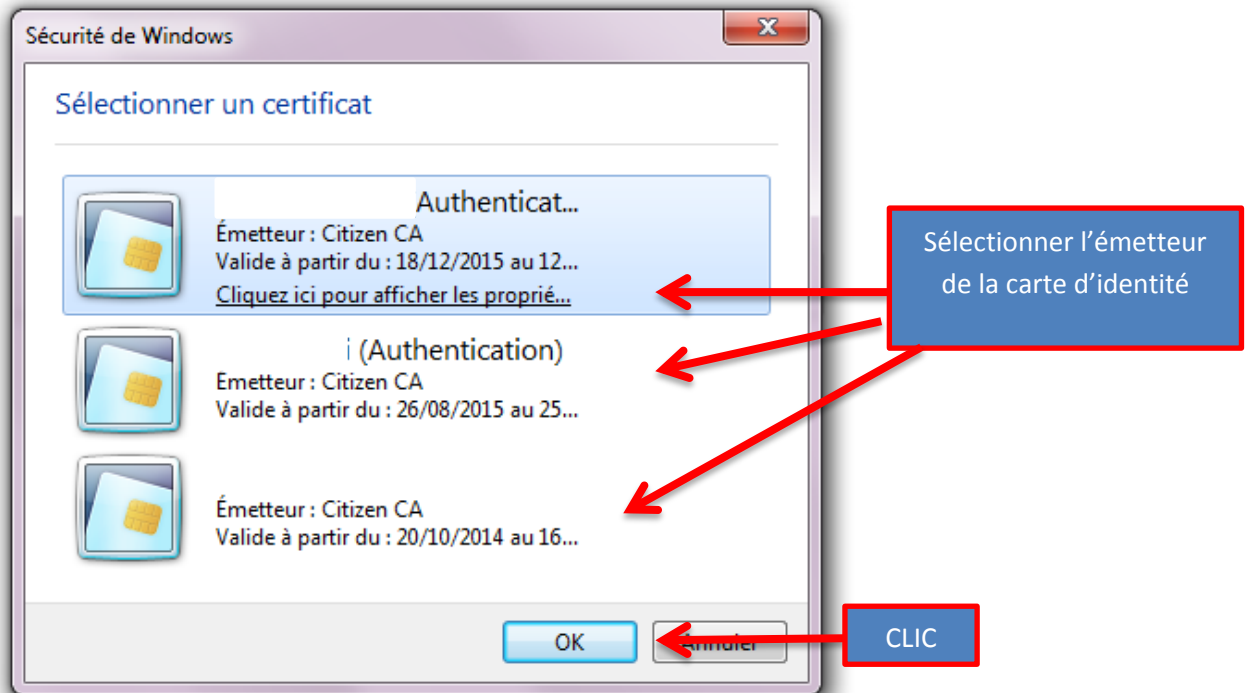 Sécurité de Windows
Sélectionner un certificat
Authenticat...
Émetteur : Citizen CA
Valide à partir du : 18/12/2015 au 12...
Cliquez ici pour afficher les proprié...
i (Authentication)
Émetteur : Citizen CA
Valide à partir du : 26/08/2015 au 25...
Émetteur : Citizen CA
Valide à partir du : 20/10/2014 au 16...
Sélectionner l’émetteur
de la carte d’identité
OK
Annuler
CLIC